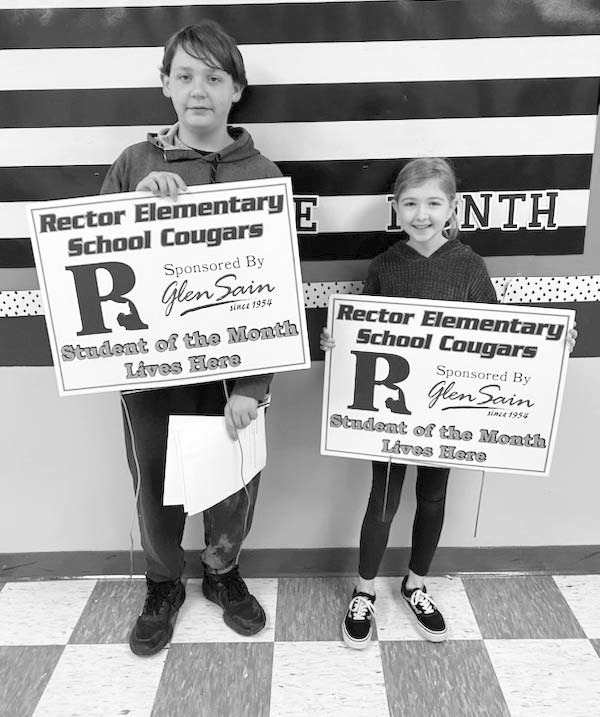 E MONTH
Rector Elementary
School Cougars
R
Sponsored By
Glen Sain
since 1954
Student of the Month
Lives Here
Rector Elementary
School Cougars
R
Sponsored By
Glen Sain
since 1954
Student of the Month
Lives Here